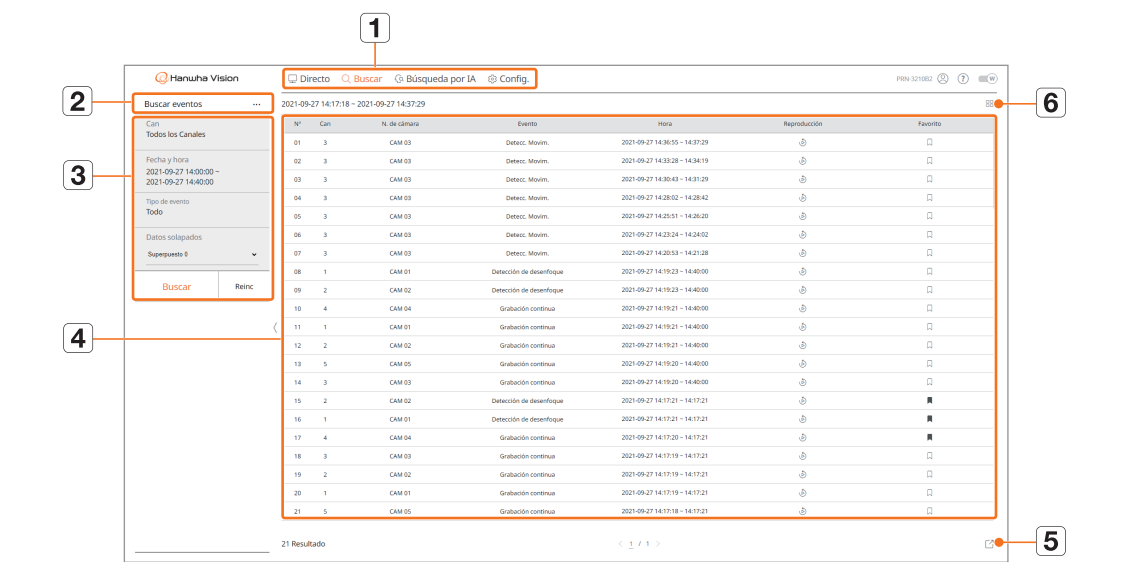 1
Hanwha Vision
Directo Buscar Búsqueda por IA Config.
PRN-3210B2 ? W
2
Buscar eventos ...
2021-09-27 14:17:18 ~ 2021-09-27 14:37:29
6
3
Can
Todos los Canales
Fecha y hora
2021-09-27 14:00:00 ~
2021-09-27 14:40:00
Tipo de evento
Todo
Datos solapados
Superpuesto 0
Buscar Reinc
4
N° Can N. de cámara Evento Hora Reproducción Favorito
01 3 CAM 03 Detecc. Movim. 2021-09-27 14:36:55 ~ 14:37:29
02 3 CAM 03 Detecc. Movim. 2021-09-27 14:33:28 ~ 14:34:19
03 3 CAM 03 Detecc. Movim. 2021-09-27 14:30:43 ~ 14:31:29
04 3 CAM 03 Detecc. Movim. 2021-09-27 14:28:02 ~ 14:28:42
05 3 CAM 03 Detecc. Movim. 2021-09-27 14:25:51 ~ 14:26:20
06 3 CAM 03 Detecc. Movim. 2021-09-27 14:23:24 ~ 14:24:02
07 3 CAM 03 Detecc. Movim. 2021-09-27 14:20:53 ~ 14:21:28
08 1 CAM 01 Detección de desenfoque 2021-09-27 14:19:23 ~ 14:40:00
09 2 CAM 02 Detección de desenfoque 2021-09-27 14:19:23 ~ 14:40:00
10 4 CAM 04 Grabación continua 2021-09-27 14:19:21 ~ 14:40:00
11 1 CAM 01 Grabación continua 2021-09-27 14:19:21 ~ 14:40:00
12 2 CAM 02 Grabación continua 2021-09-27 14:19:21 ~ 14:40:00
13 5 CAM 05 Grabación continua 2021-09-27 14:19:20 ~ 14:40:00
14 3 CAM 03 Grabación continua 2021-09-27 14:19:20 ~ 14:40:00
15 2 CAM 02 Detección de desenfoque 2021-09-27 14:17:21 ~ 14:17:21
16 1 CAM 01 Detección de desenfoque 2021-09-27 14:17:21 ~ 14:17:21
17 4 CAM 04 Grabación continua 2021-09-27 14:17:20 ~ 14:17:21
18 3 CAM 03 Grabación continua 2021-09-27 14:17:19 ~ 14:17:21
19 2 CAM 02 Grabación continua 2021-09-27 14:17:19 ~ 14:17:21
20 1 CAM 01 Grabación continua 2021-09-27 14:17:19 ~ 14:17:21
21 5 CAM 05 Grabación continua 2021-09-27 14:17:18 ~ 14:17:21
21 Resultado < 1 / 1 >
5